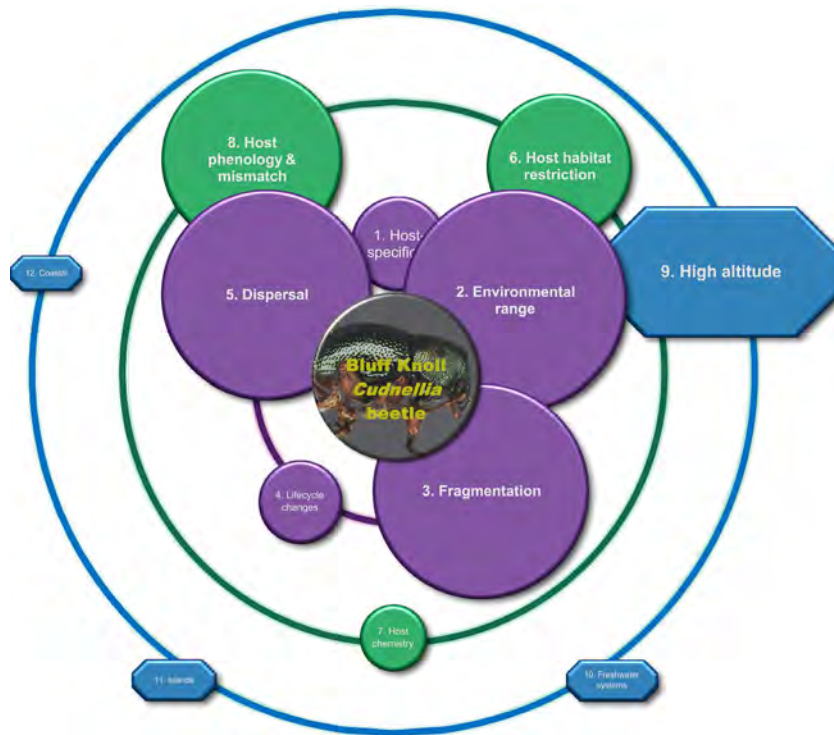 8. Host
phenology &
mismatch
6. Host habitat
restriction
1. Host-
5. Dispersal
2. Environmental
range
9. High altitude
12. Coastal
Bluff Knoll
Cudnellia
beetle
4. Lifecycle
changes
3. Fragmentation
7. Host
chemistry
11. Islands
10. Freshwater
systems